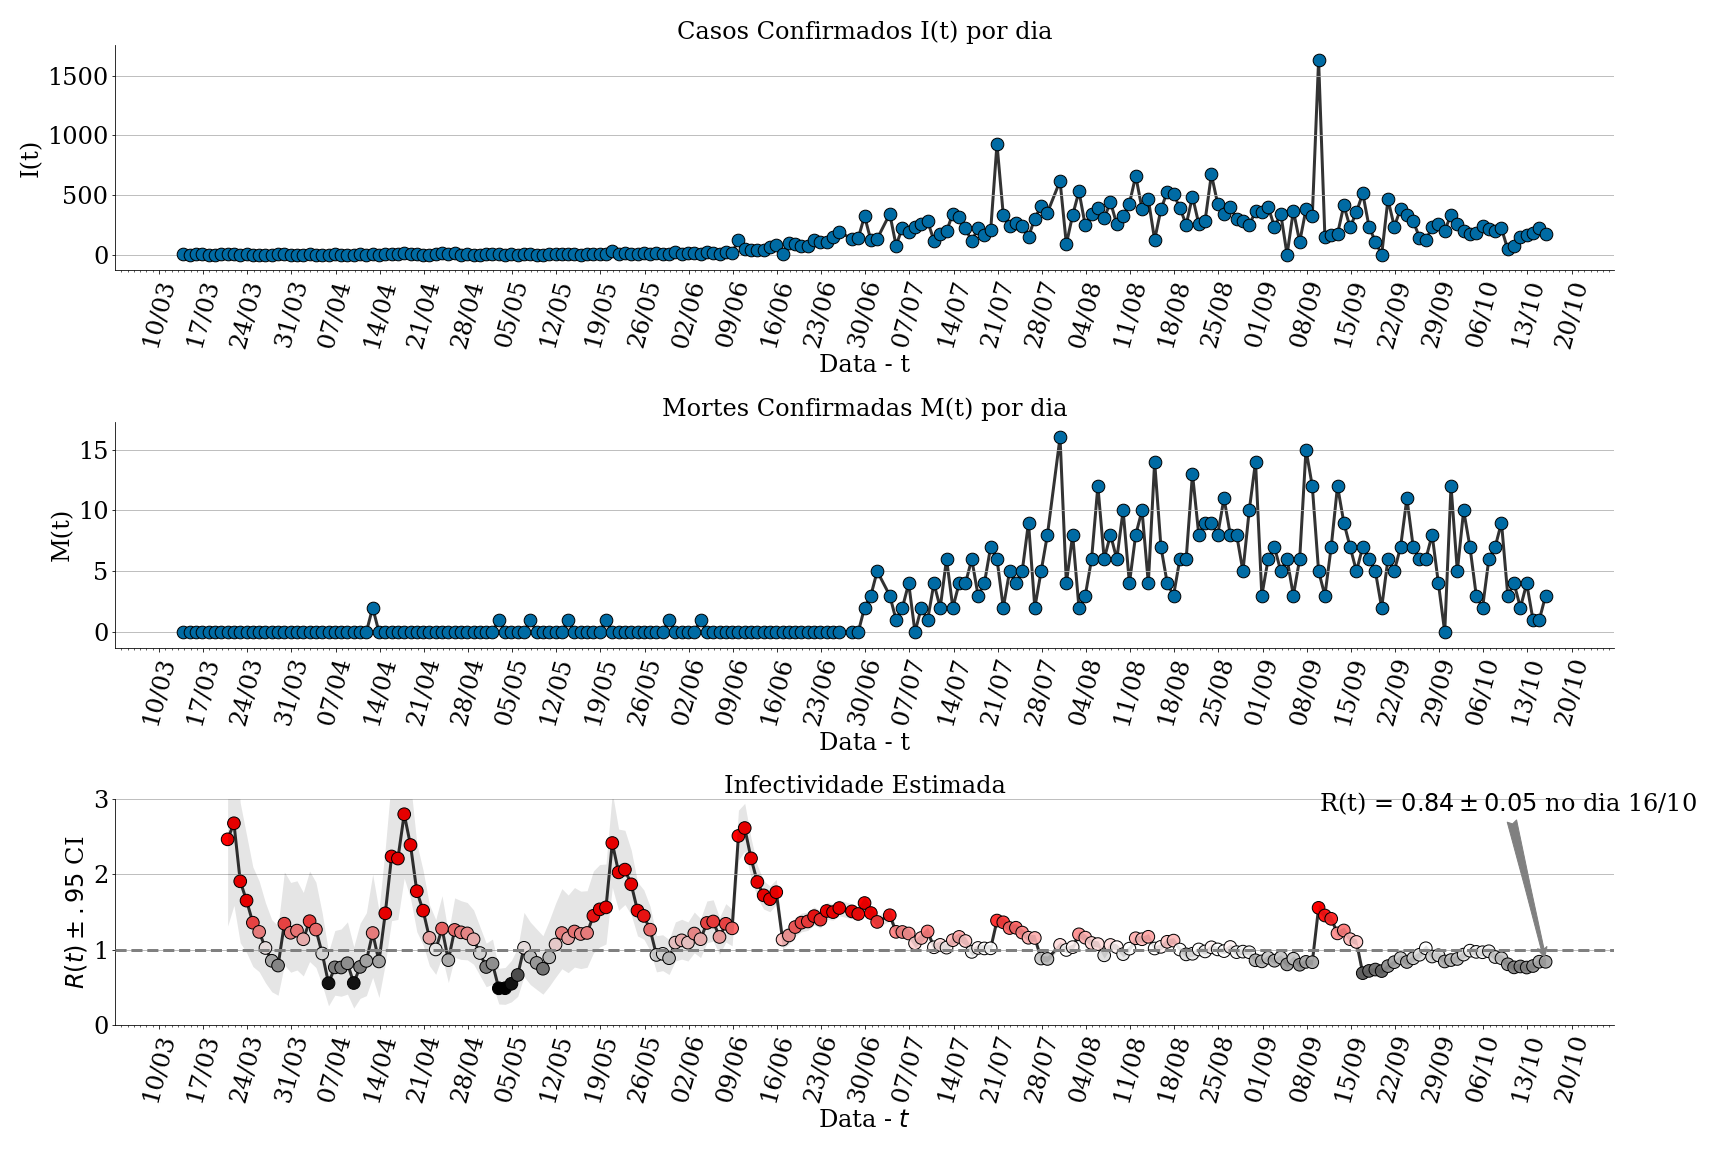 Casos Confirmados I(t) por dia
I(t)
1500
1000
500
0
10/03 17/03 24/03 31/03 07/04 14/04 21/04 28/04 05/05 12/05 19/05 26/05 02/06 09/06 16/06 23/06 30/06 07/07 14/07 21/07 28/07 04/08 11/08 18/08 25/08 01/09 08/09 15/09 22/09 29/09 06/10 13/10 20/10
Data - t
Mortes Confirmadas M(t) por dia
M(t)
15
10
5
0
10/03 17/03 24/03 31/03 07/04 14/04 21/04 28/04 05/05 12/05 19/05 26/05 02/06 09/06 16/06 23/06 30/06 07/07 14/07 21/07 28/07 04/08 11/08 18/08 25/08 01/09 08/09 15/09 22/09 29/09 06/10 13/10 20/10
Data - t
Infectividade Estimada
R(t) = 0.84 ± 0.05 no dia 16/10
R(t) ± .95 CI
3
2
1
0
10/03 17/03 24/03 31/03 07/04 14/04 21/04 28/04 05/05 12/05 19/05 26/05 02/06 09/06 16/06 23/06 30/06 07/07 14/07 21/07 28/07 04/08 11/08 18/08 25/08 01/09 08/09 15/09 22/09 29/09 06/10 13/10 20/10
Data - t